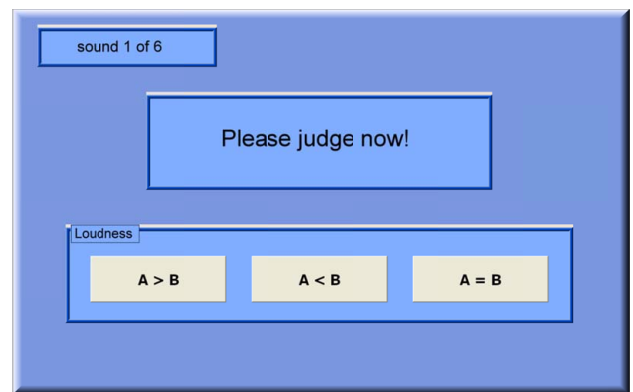 sound 1 of 6
Please judge now!
Loudness
A > B
A < B
A = B